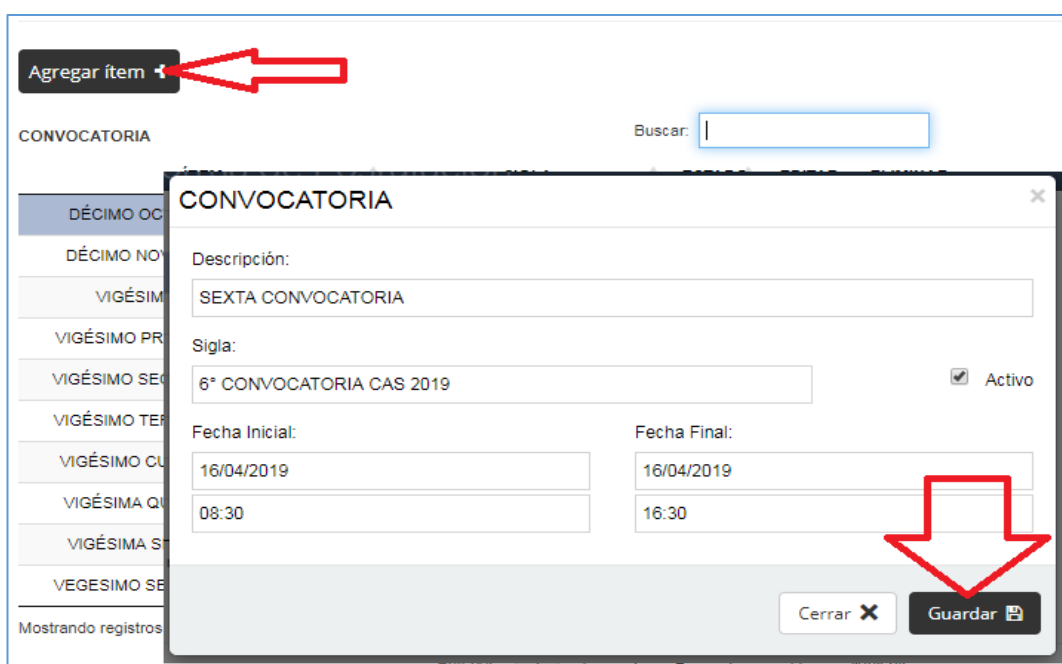 Agregar ítem
CONVOCATORIA
Buscar:
CONVOCATORIA
DÉCIMO OC
DÉCIMO NOV
VIGÉSIM
VIGÉSIMO PR
VIGÉSIMO SEG
VIGÉSIMO TER
VIGÉSIMO CU
VIGÉSIMA QU
VIGÉSIMA S
VEGESIMO SE
Mostrando registros
Descripción:
SEXTA CONVOCATORIA
Sigla:
6° CONVOCATORIA CAS 2019
Activo
Fecha Inicial:
Fecha Final:
16/04/2019
16/04/2019
08:30
16:30
Cerrar
Guardar